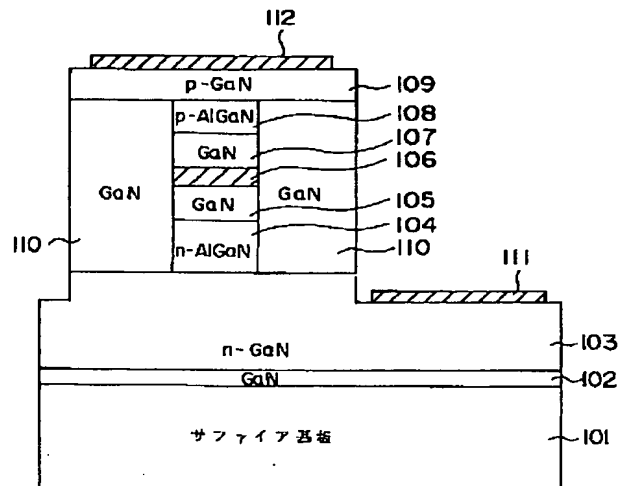 112
p-GaN
109
p-AlGaN
108
GaN
107
106
GaN
GaN
GaN
105
104
110
n-AlGaN
110
111
n-GaN
103
GaN
102
サファイア基板
101